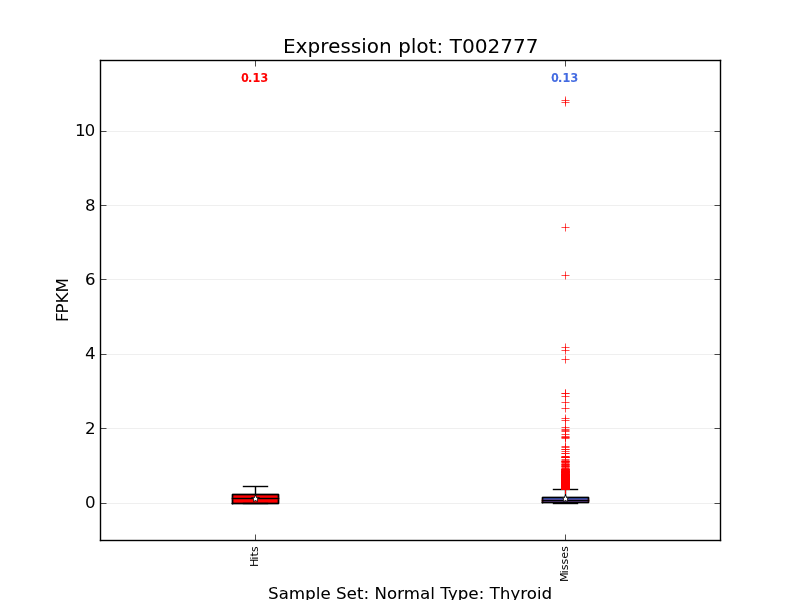 Expression plot: T002777
0.13 0.13
FPKM
10
8
6
4
2
0
Hits Misses
Sample Set: Normal Type: Thyroid